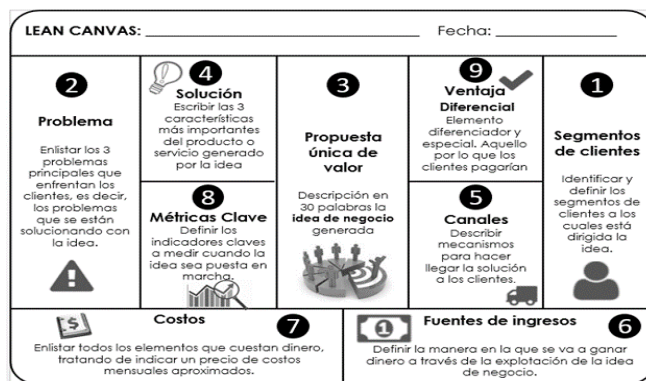 LEAN CANVAS: ______________________ Fecha: ______________
2
Problema
Enlistar los 3
problemas
principales que
enfrentan los
clientes, es decir,
los problemas
que se están
solucionando con
la idea.
4
Solución
Escribir las 3
características
más importantes
del producto o
servicio generado
por la idea
8
Métricas Clave
Definir los
indicadores claves
a medir cuando la
idea sea puesta en
marcha.
3
Propuesta
única de
valor
Descripción en
30 palabras la
idea de negocio
generada
9
Ventaja
Diferencial
Elemento
diferenciador y
especial. Aquello
por lo que los
clientes pagarían
5
Canales
Describir
mecanismos
para hacer
llegar la solución
a los clientes.
1
Segmentos
de clientes
Identificar y
definir los
segmentos de
clientes a los
cuales está
dirigida la
idea.
$
Costos
7
Enlistar todos los elementos que cuestan dinero,
tratando de indicar un precio de costos
mensuales aproximados.
1
Fuentes de ingresos
6
Definir la manera en la que se va a ganar
dinero a través de la explotación de la idea
de negocio.